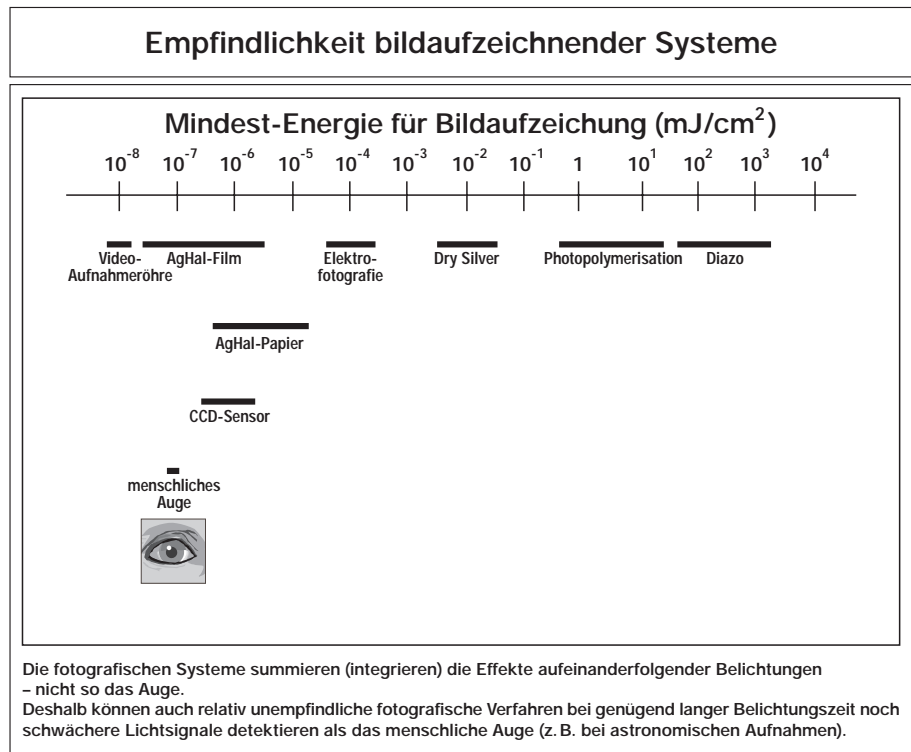 Empfindlichkeit bildaufzeichnender Systeme
Mindest-Energie für Bildaufzeichung (mJ/cm²)
10⁻⁸ 10⁻⁷ 10⁻⁶ 10⁻⁵ 10⁻⁴ 10⁻³ 10⁻² 10⁻¹ 1 10¹ 10² 10³ 10⁴
Video-
Aufnahmeröhre
AgHal-Film
Elektro-
fotografie
Dry Silver
Photopolymerisation
Diazo
AgHal-Papier
CCD-Sensor
menschliches
Auge
Die fotografischen Systeme summieren (integrieren) die Effekte aufeinanderfolgender Belichtungen
– nicht so das Auge.
Deshalb können auch relativ unempfindliche fotografische Verfahren bei genügend langer Belichtungszeit noch
schwächere Lichtsignale detektieren als das menschliche Auge (z. B. bei astronomischen Aufnahmen).